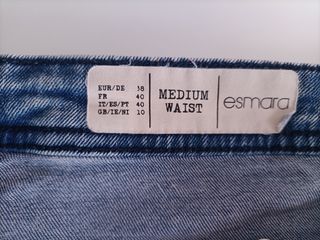 EUR/DE 38
FR 40
IT/ES/PT 40
GB/IE/NI 10
MEDIUM
WAIST
esmara